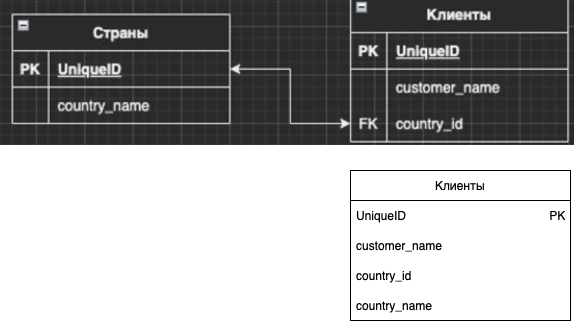 Страны
PK UniqueID
country_name
Клиенты
PK UniqueID
customer_name
FK country_id
Клиенты
UniqueID PK
customer_name
country_id
country_name